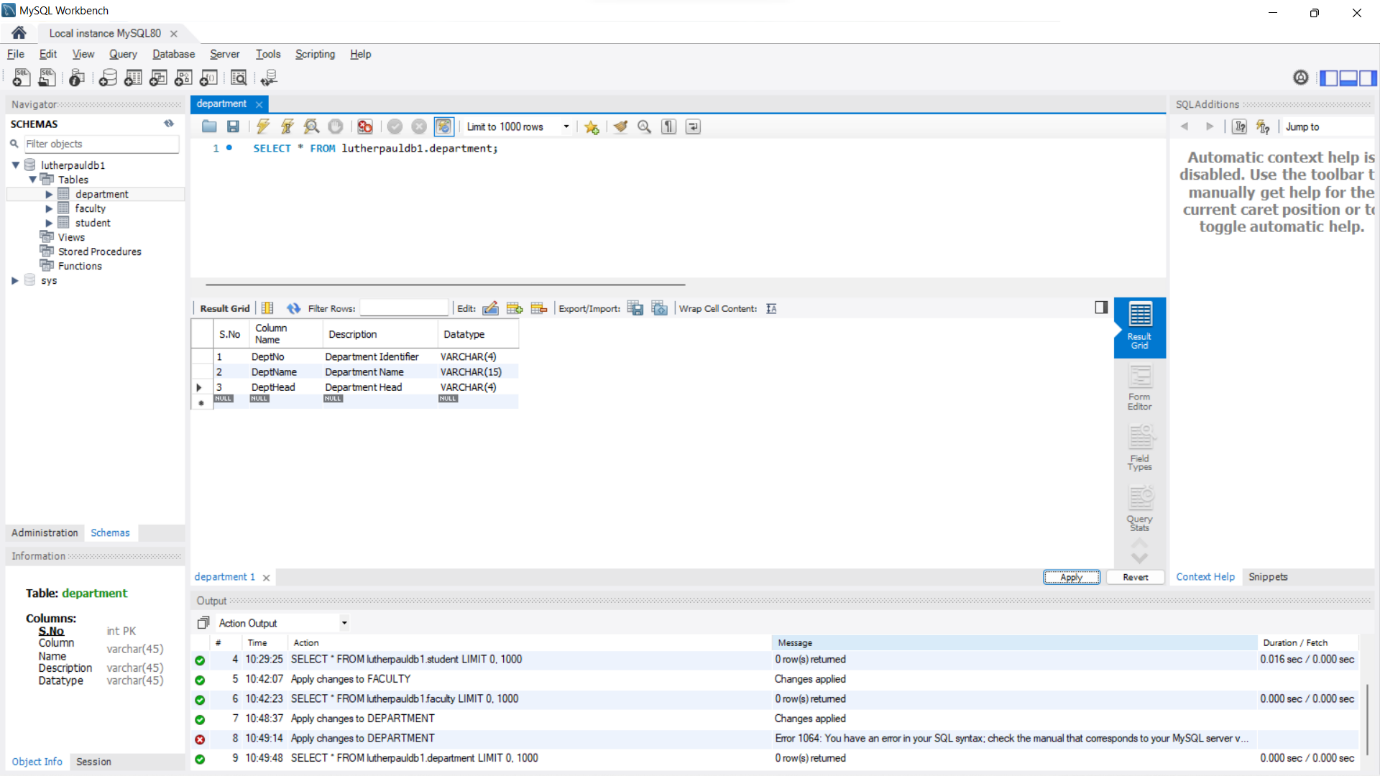 MySQL Workbench
Local instance MySQL80
File Edit View Query Database Server Tools Scripting Help
Navigator
SCHEMAS
Filter objects
lutherpauldb1
Tables
department
faculty
student
Views
Stored Procedures
Functions
sys
Administration Schemas
Information
Table: department
Columns:
S.No int PK
Column
Name varchar(45)
Description varchar(45)
Datatype varchar(45)
Object Info Session
department
Limit to 1000 rows
1 SELECT * FROM lutherpauldb1.department;
Result Grid Filter Rows: Edit: Export/Import: Wrap Cell Content:
S.No Column Name Description Datatype
1 DeptNo Department Identifier VARCHAR(4)
2 DeptName Department Name VARCHAR(15)
3 DeptHead Department Head VARCHAR(4)
NULL NULL NULL NULL
Result
Grid
Form
Editor
Field
Types
Query
Stats
department 1 Apply Revert
SQLAdditions
Jump to
Automatic context help is
disabled. Use the toolbar t
manually get help for the
current caret position or to
toggle automatic help.
Context Help Snippets
Output
Action Output
# Time Action Message Duration / Fetch
4 10:29:25 SELECT * FROM lutherpauldb1.student LIMIT 0, 1000 0 row(s) returned 0.016 sec / 0.000 sec
5 10:42:07 Apply changes to FACULTY Changes applied
6 10:42:23 SELECT * FROM lutherpauldb1.faculty LIMIT 0, 1000 0 row(s) returned 0.000 sec / 0.000 sec
7 10:48:37 Apply changes to DEPARTMENT Changes applied
8 10:49:14 Apply changes to DEPARTMENT Error 1064: You have an error in your SQL syntax; check the manual that corresponds to your MySQL server v...
9 10:49:48 SELECT * FROM lutherpauldb1.department LIMIT 0, 1000 0 row(s) returned 0.000 sec / 0.000 sec